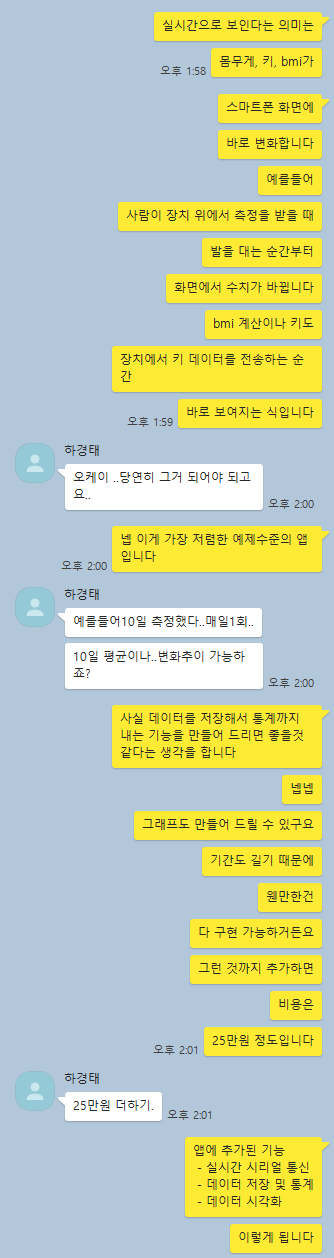 실시간으로 보인다는 의미는
몸무게, 키, bmi가
오후 1:58
스마트폰 화면에
바로 변화합니다
예를들어
사람이 장치 위에서 측정을 받을 때
발을 대는 순간부터
화면에서 수치가 바뀝니다
bmi 계산이나 키도
장치에서 키 데이터를 전송하는 순
간
바로 보여지는 식입니다
오후 1:59
하경태
오케이 ..당연히 그거 되어야 되고
요..
오후 2:00
넵 이게 가장 저렴한 예제수준의 앱
입니다
오후 2:00
하경태
예를들어10일 측정했다..매일1회..
10일 평균이나..변화추이 가능하
죠?
오후 2:00
사실 데이터를 저장해서 통계까지
내는 기능을 만들어 드리면 좋을것
같다는 생각을 합니다
넵넵
그래프도 만들어 드릴 수 있구요
기간도 길기 때문에
웬만한건
다 구현 가능하거든요
그런 것까지 추가하면
비용은
25만원 정도입니다
오후 2:01
하경태
25만원 더하기.
오후 2:01
앱에 추가된 기능
- 실시간 시리얼 통신
- 데이터 저장 및 통계
- 데이터 시각화
이렇게 됩니다